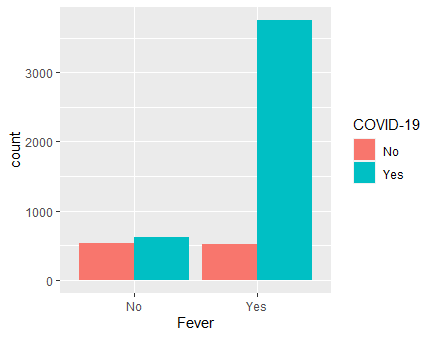 3000
2000
1000
0
count
No
Yes
Fever
COVID-19
No
Yes